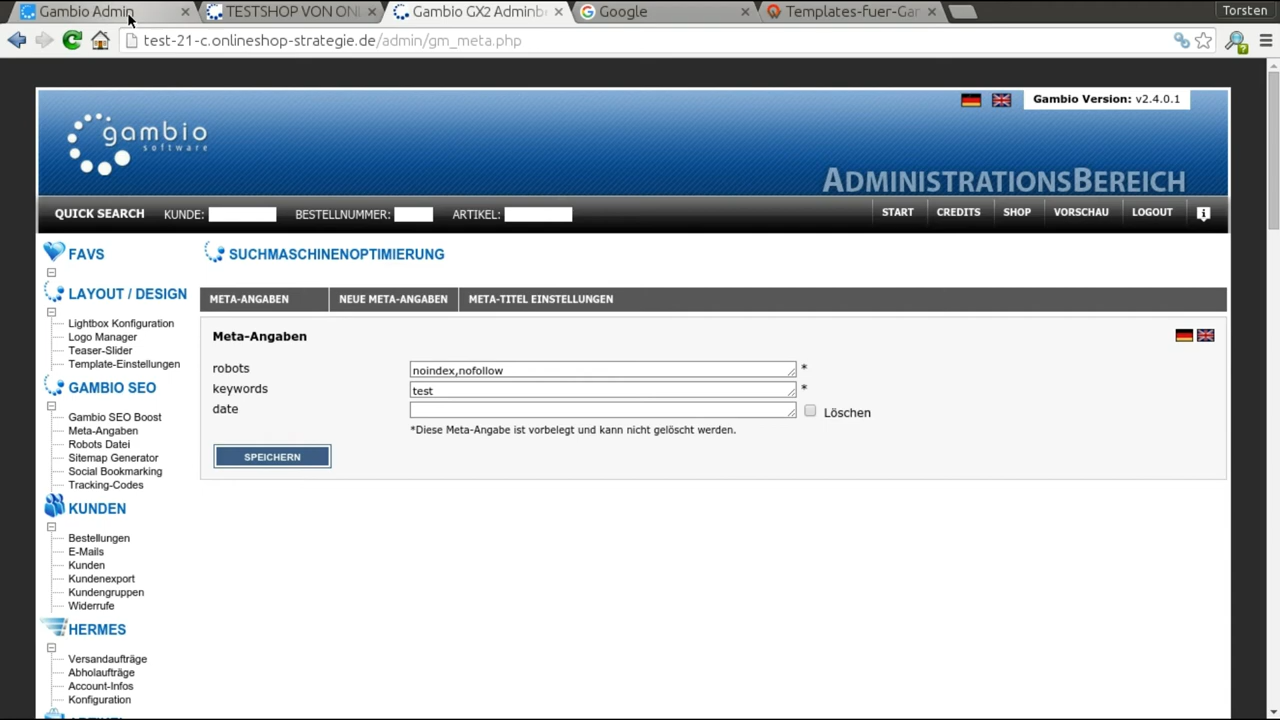 Gambio Admin
TESTSHOP VON ONL
Gambio GX2 Adminb
Google
Templates-fuer-Gam
Torsten
test-21-c.onlineshop-strategie.de/admin/gm_meta.php
Gambio Version: v2.4.0.1
gambio
software
ADMINISTRATIONSBEREICH
QUICK SEARCH KUNDE: BESTELLNUMMER: ARTIKEL: START CREDITS SHOP VORSCHAU LOGOUT
FAVS
SUCHMASCHINENOPTIMIERUNG
LAYOUT / DESIGN
META-ANGABEN NEUE META-ANGABEN META-TITEL EINSTELLUNGEN
Lightbox Konfiguration
Logo Manager
Teaser-Slider
Template-Einstellungen
Meta-Angaben
robots noindex,nofollow *
keywords test *
date Löschen
*Diese Meta-Angabe ist vorbelegt und kann nicht gelöscht werden.
SPEICHERN
GAMBIO SEO
Gambio SEO Boost
Meta-Angaben
Robots Datei
Sitemap Generator
Social Bookmarking
Tracking-Codes
KUNDEN
Bestellungen
E-Mails
Kunden
Kundenexport
Kundengruppen
Widerrufe
HERMES
Versandaufträge
Abholaufträge
Account-Infos
Konfiguration